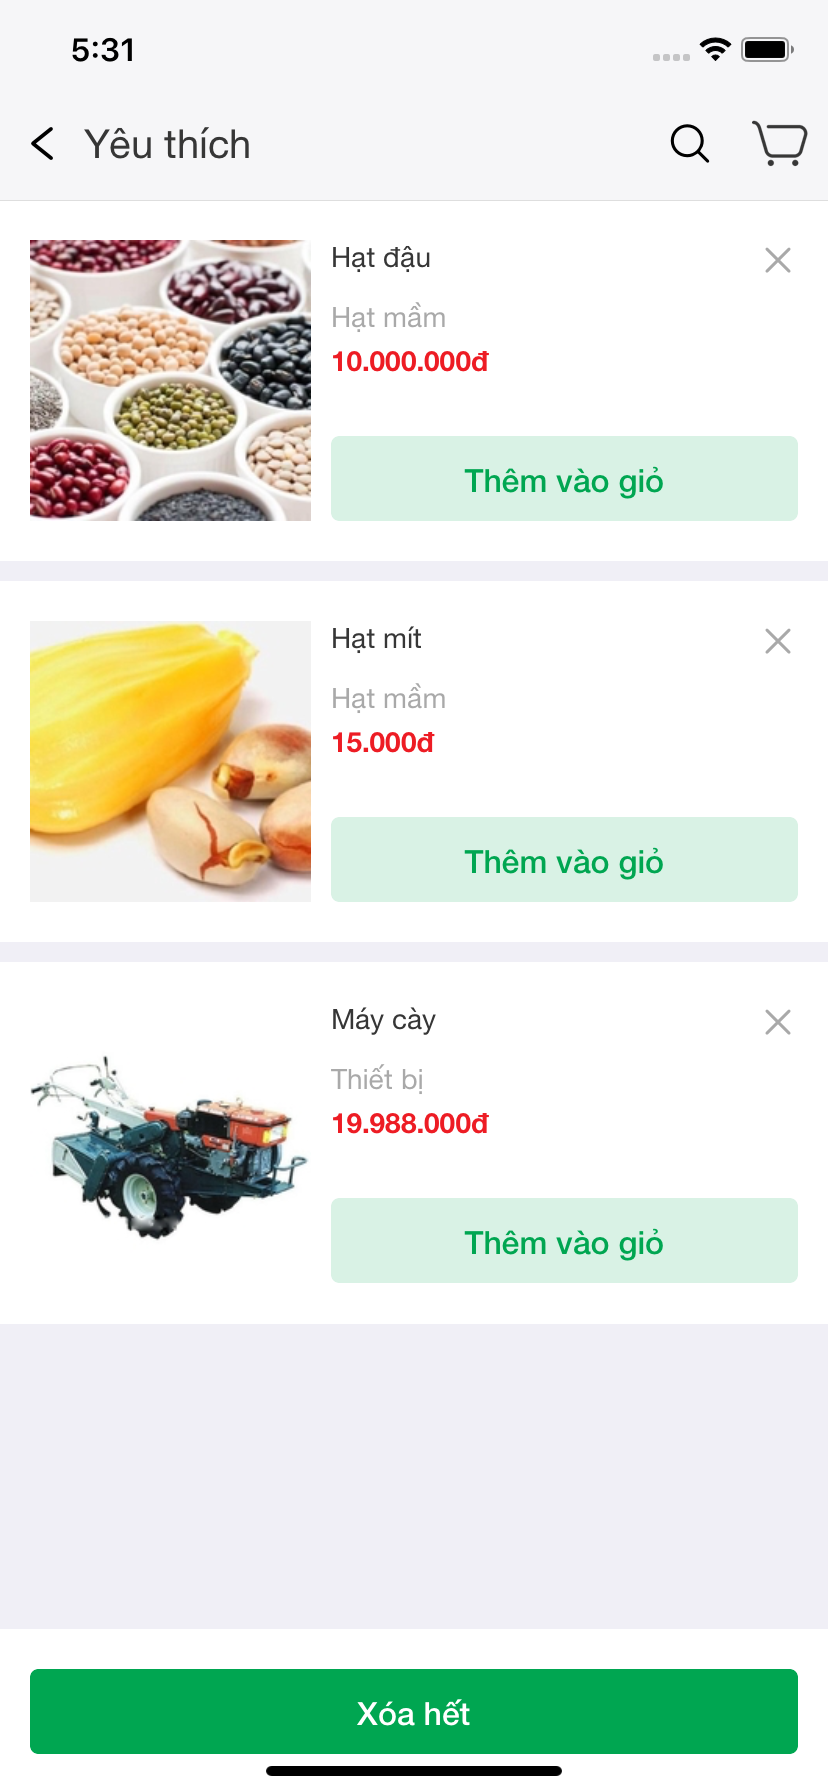 5:31
Yêu thích
Hạt đậu
Hạt mầm
10.000.000đ
Thêm vào giỏ
Hạt mít
Hạt mầm
15.000đ
Thêm vào giỏ
Máy cày
Thiết bị
19.988.000đ
Thêm vào giỏ
Xóa hết